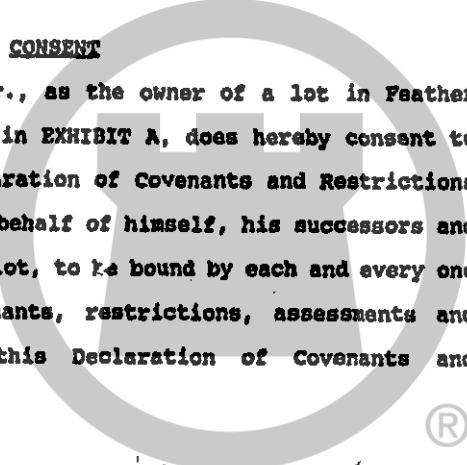 CONSENT
r., as the owner of a lot in Feather
in EXHIBIT A, does hereby consent to
aration of Covenants and Restrictions
behalf of himself, his successors and
lot, to be bound by each and every one
nants, restrictions, assessments and
this Declaration of Covenants and
®